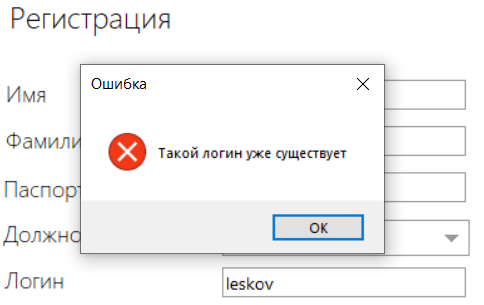 Регистрация
Имя
Ошибка
Фамили
Такой логин уже существует
Паспорт
Должно
OK
Логин
leskov